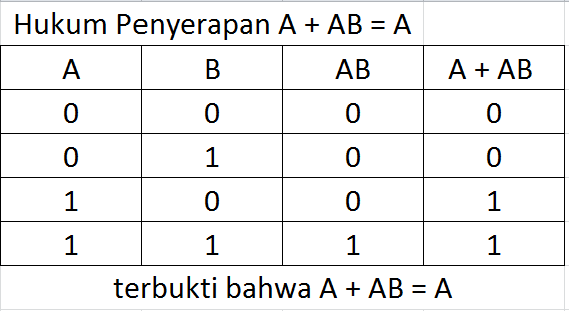 Hukum Penyerapan A + AB = A
A B AB A + AB
0 0 0 0
0 1 0 0
1 0 0 1
1 1 1 1
terbukti bahwa A + AB = A